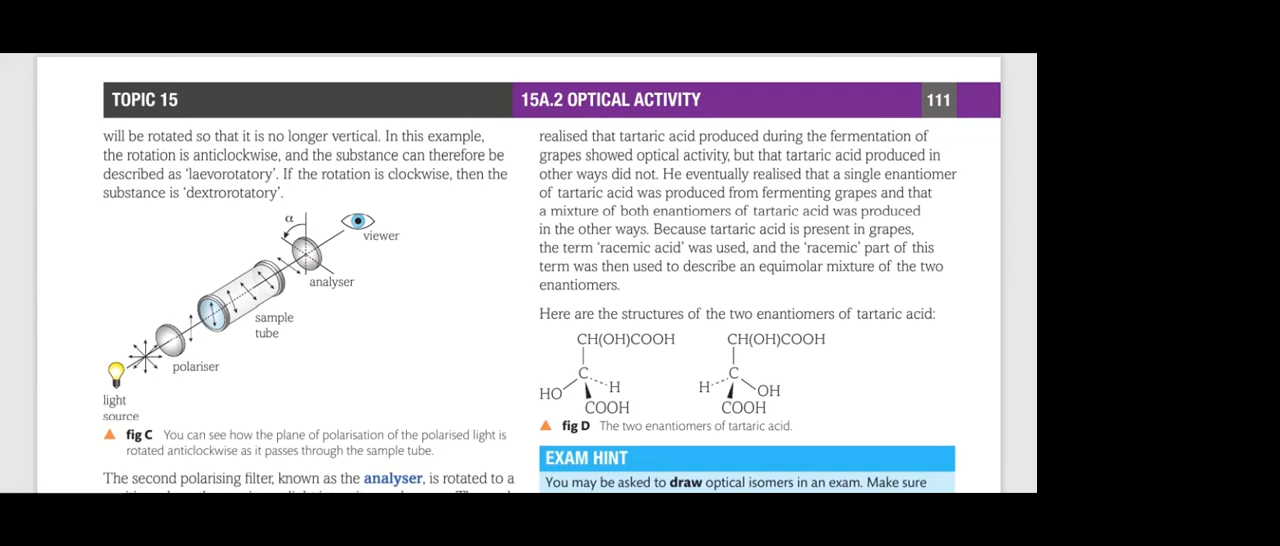 TOPIC 15
15A.2 OPTICAL ACTIVITY
111
will be rotated so that it is no longer vertical. In this example,
the rotation is anticlockwise, and the substance can therefore be
described as 'laevorotatory'. If the rotation is clockwise, then the
substance is 'dextrorotatory'.
α
viewer
analyser
sample
tube
polariser
light
source
fig C You can see how the plane of polarisation of the polarised light is
rotated anticlockwise as it passes through the sample tube.
The second polarising filter, known as the analyser, is rotated to a
realised that tartaric acid produced during the fermentation of
grapes showed optical activity, but that tartaric acid produced in
other ways did not. He eventually realised that a single enantiomer
of tartaric acid was produced from fermenting grapes and that
a mixture of both enantiomers of tartaric acid was produced
in the other ways. Because tartaric acid is present in grapes,
the term 'racemic acid' was used, and the 'racemic' part of this
term was then used to describe an equimolar mixture of the two
enantiomers.
Here are the structures of the two enantiomers of tartaric acid:
CH(OH)COOH CH(OH)COOH
C C
HO H H OH
COOH COOH
fig D The two enantiomers of tartaric acid.
EXAM HINT
You may be asked to draw optical isomers in an exam. Make sure